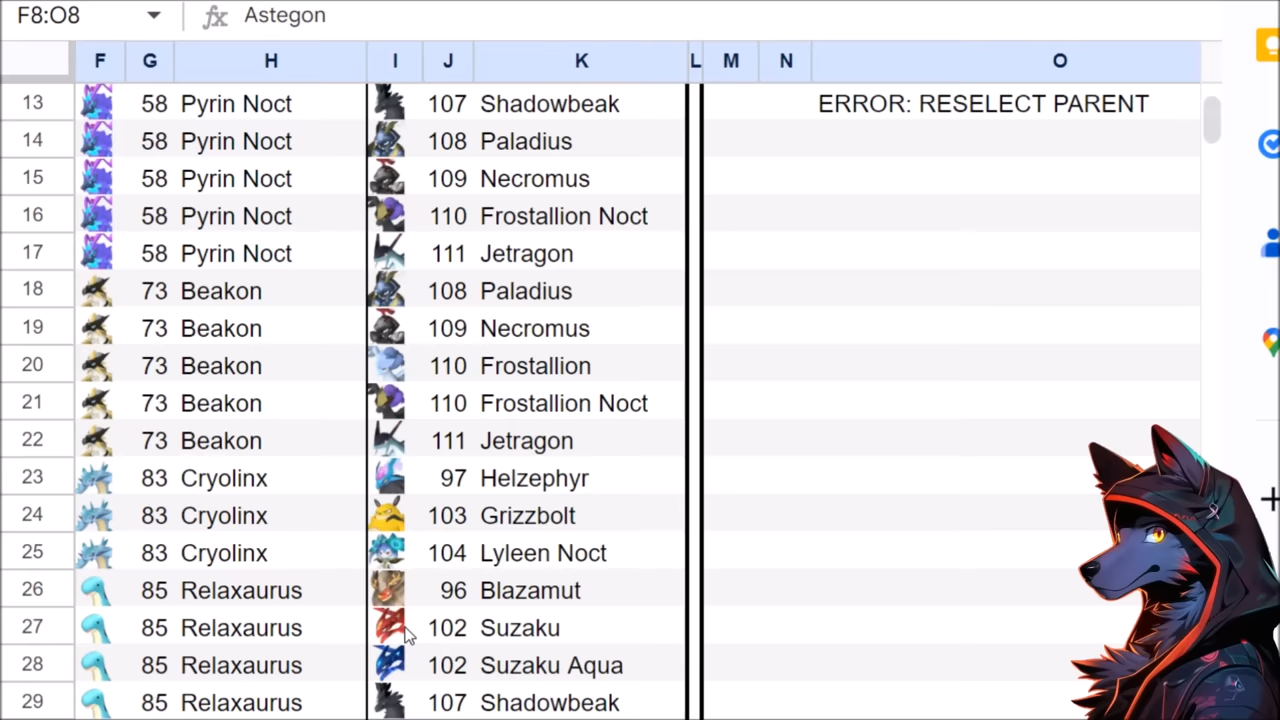 F8:O8 fx Astegon
F G H I J K L M N O
13 58 Pyrin Noct 107 Shadowbeak ERROR: RESELECT PARENT
14 58 Pyrin Noct 108 Paladius
15 58 Pyrin Noct 109 Necromus
16 58 Pyrin Noct 110 Frostallion Noct
17 58 Pyrin Noct 111 Jetragon
18 73 Beakon 108 Paladius
19 73 Beakon 109 Necromus
20 73 Beakon 110 Frostallion
21 73 Beakon 110 Frostallion Noct
22 73 Beakon 111 Jetragon
23 83 Cryolinx 97 Helzephyr
24 83 Cryolinx 103 Grizzbolt
25 83 Cryolinx 104 Lyleen Noct
26 85 Relaxaurus 96 Blazamut
27 85 Relaxaurus 102 Suzaku
28 85 Relaxaurus 102 Suzaku Aqua
29 85 Relaxaurus 107 Shadowbeak